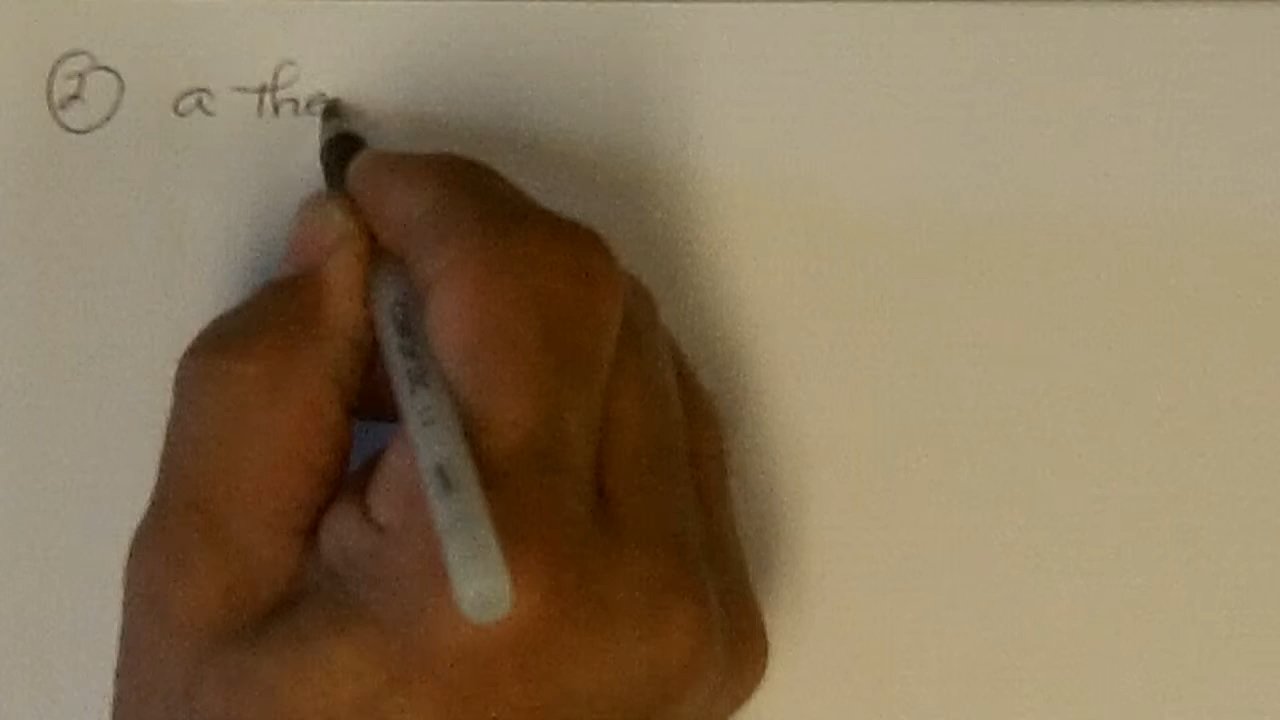 ② a the